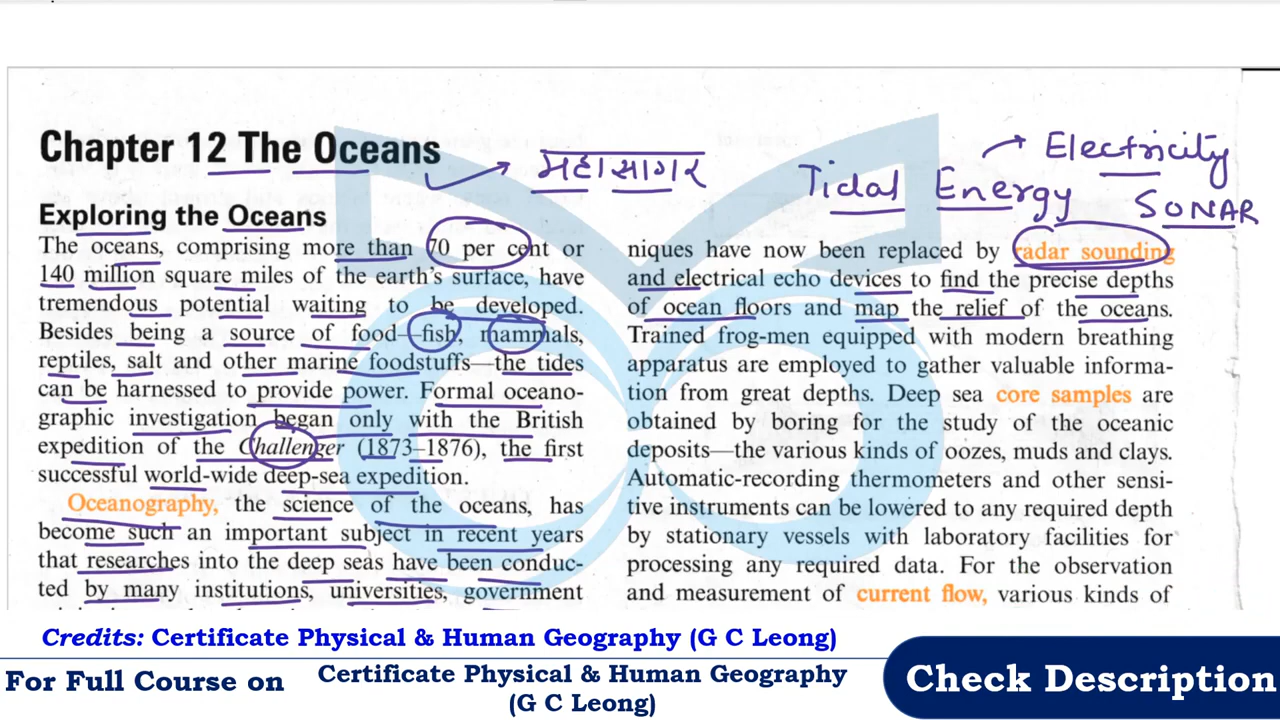 Chapter 12 The Oceans
महासागर
Tidal Energy
Electricity
SONAR
Exploring the Oceans
The oceans, comprising more than 70 per cent or
140 million square miles of the earth's surface, have
tremendous potential waiting to be developed.
Besides being a source of food—fish, mammals,
reptiles, salt and other marine foodstuffs—the tides
can be harnessed to provide power. Formal oceano-
graphic investigation began only with the British
expedition of the Challenger (1873–1876), the first
successful world-wide deep-sea expedition.
Oceanography, the science of the oceans, has
become such an important subject in recent years
that researches into the deep seas have been conduc-
ted by many institutions, universities, government
niques have now been replaced by radar sounding
and electrical echo devices to find the precise depths
of ocean floors and map the relief of the oceans.
Trained frog-men equipped with modern breathing
apparatus are employed to gather valuable informa-
tion from great depths. Deep sea core samples are
obtained by boring for the study of the oceanic
deposits—the various kinds of oozes, muds and clays.
Automatic-recording thermometers and other sensi-
tive instruments can be lowered to any required depth
by stationary vessels with laboratory facilities for
processing any required data. For the observation
and measurement of current flow, various kinds of
Credits: Certificate Physical & Human Geography (G C Leong)
For Full Course on
Certificate Physical & Human Geography
(G C Leong)
Check Description